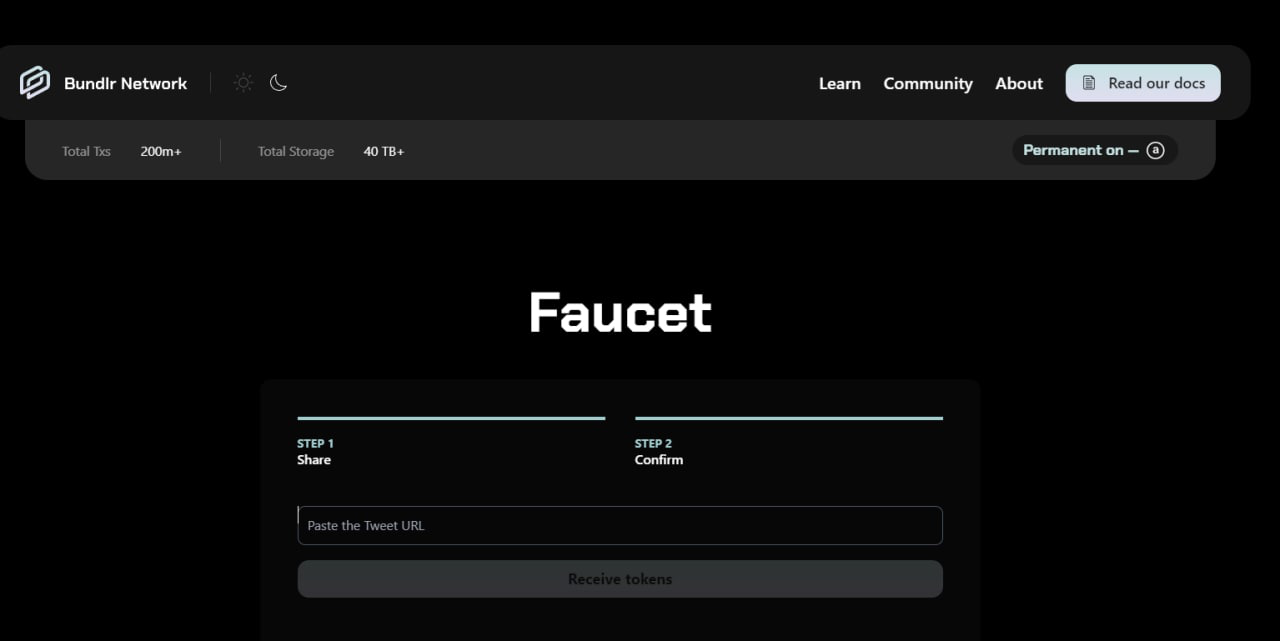 Bundlr Network
Learn Community About Read our docs
Total Txs 200m+ Total Storage 40 TB+ Permanent on — a
Faucet
STEP 1 STEP 2
Share Confirm
Paste the Tweet URL
Receive tokens